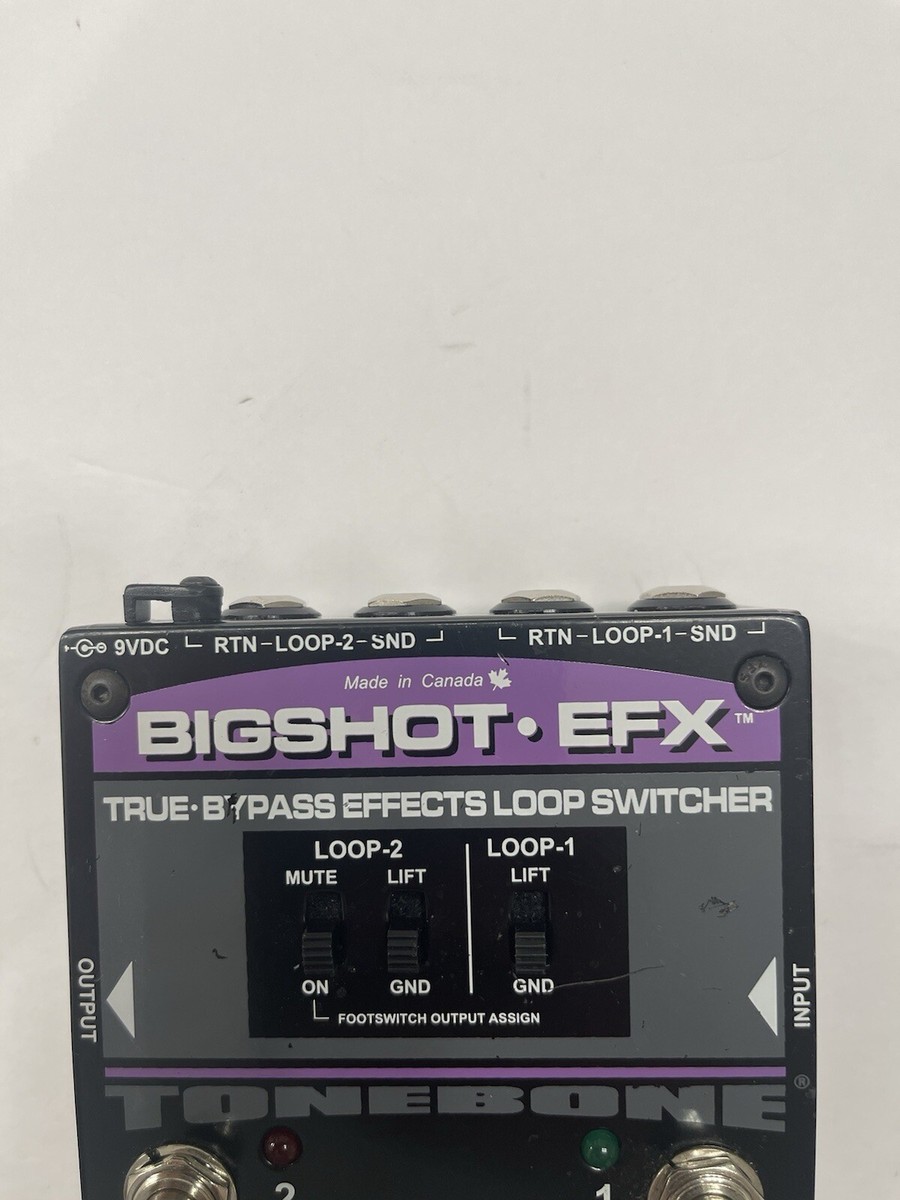 9VDC RTN-LOOP-2-SND RTN-LOOP-1-SND
Made in Canada
BIGSHOT·EFX™
TRUE·BYPASS EFFECTS LOOP SWITCHER
LOOP-2 LOOP-1
MUTE LIFT LIFT
ON GND GND
FOOTSWITCH OUTPUT ASSIGN
OUTPUT
INPUT
TONEBONE®
2 1